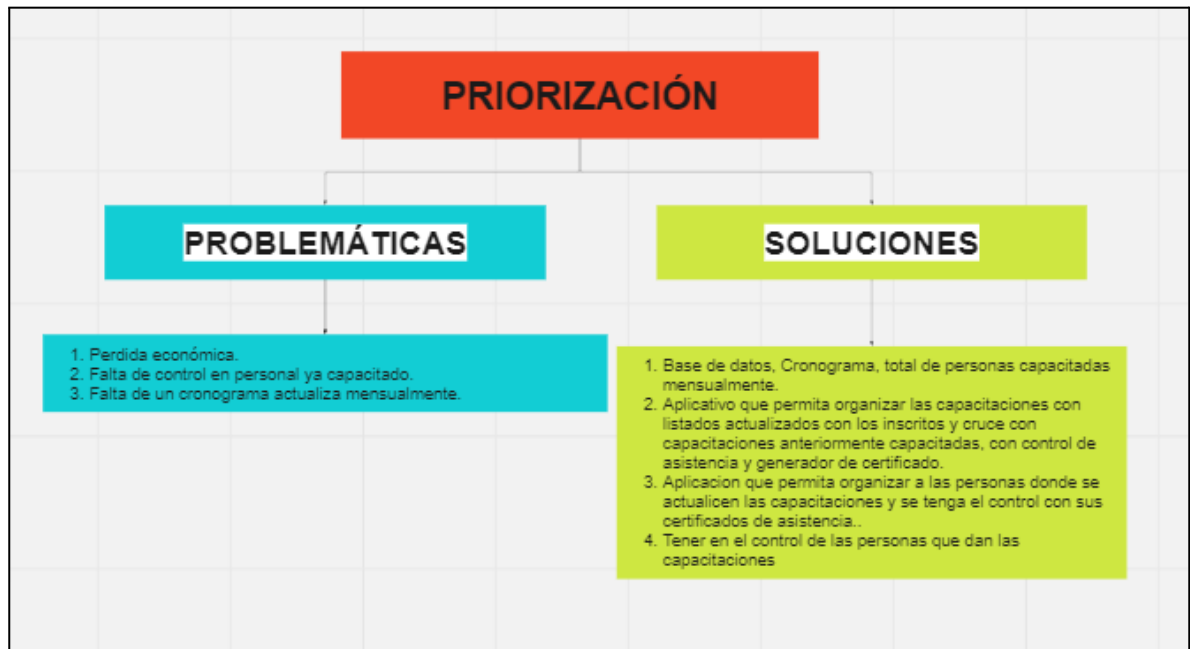 PRIORIZACIÓN
PROBLEMÁTICAS
1. Perdida económica.
2. Falta de control en personal ya capacitado.
3. Falta de un cronograma actualiza mensualmente.
SOLUCIONES
1. Base de datos, Cronograma, total de personas capacitadas
mensualmente.
2. Aplicativo que permita organizar las capacitaciones con
listados actualizados con los inscritos y cruce con
capacitaciones anteriormente capacitadas, con control de
asistencia y generador de certificado.
3. Aplicacion que permita organizar a las personas donde se
actualicen las capacitaciones y se tenga el control con sus
certificados de asistencia..
4. Tener en el control de las personas que dan las
capacitaciones